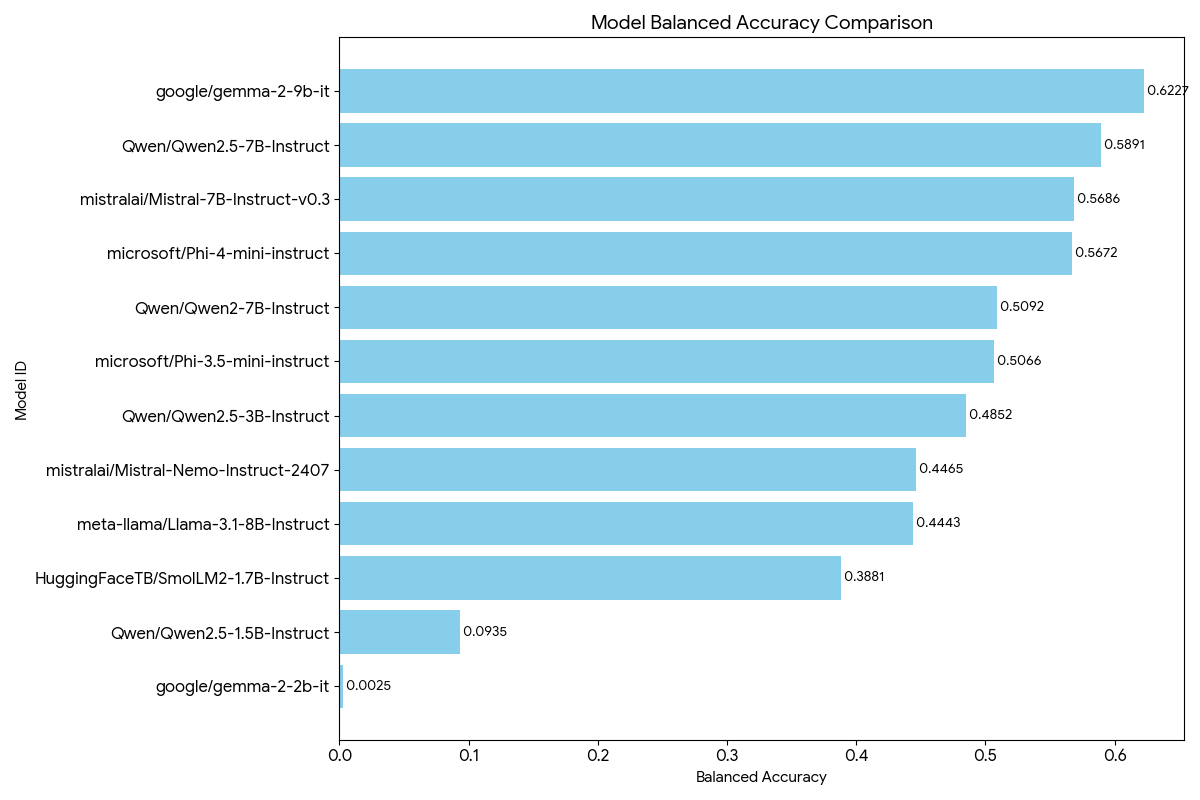 Model Balanced Accuracy Comparison
Model ID
google/gemma-2-9b-it 0.6227
Qwen/Qwen2.5-7B-Instruct 0.5891
mistralai/Mistral-7B-Instruct-v0.3 0.5686
microsoft/Phi-4-mini-instruct 0.5672
Qwen/Qwen2-7B-Instruct 0.5092
microsoft/Phi-3.5-mini-instruct 0.5066
Qwen/Qwen2.5-3B-Instruct 0.4852
mistralai/Mistral-Nemo-Instruct-2407 0.4465
meta-llama/Llama-3.1-8B-Instruct 0.4443
HuggingFaceTB/SmolLM2-1.7B-Instruct 0.3881
Qwen/Qwen2.5-1.5B-Instruct 0.0935
google/gemma-2-2b-it 0.0025
0.0 0.1 0.2 0.3 0.4 0.5 0.6
Balanced Accuracy